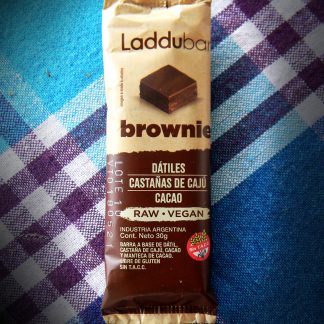 Laddubar
brownie
DÁTILES
CASTAÑAS DE CAJÚ
CACAO
RAW • VEGAN
INDUSTRIA ARGENTINA
Cont. Neto 30g
BARRA A BASE DE DÁTIL,
CASTAÑA DE CAJÚ, CACAO
Y MANTECA DE CACAO.
LIBRE DE GLUTEN
SIN T.A.C.C.
LOTE